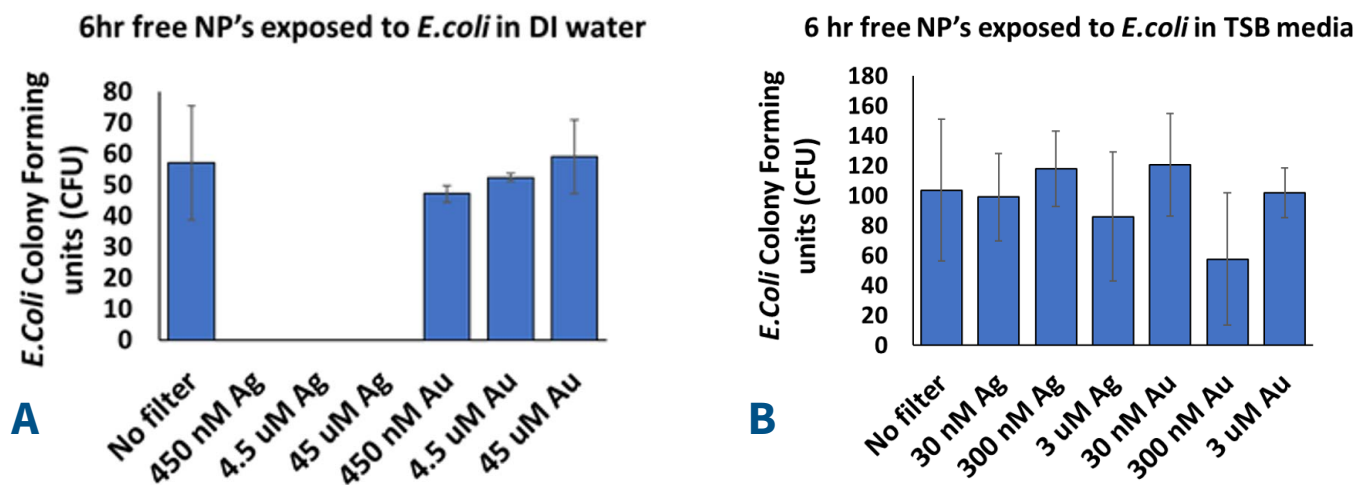 6hr free NP's exposed to E.coli in DI water
E.Coli Colony Forming
units (CFU)
80
70
60
50
40
30
20
10
0
No filter
450 nM Ag
4.5 uM Ag
45 uM Ag
450 nM Au
4.5 uM Au
45 uM Au
A
6 hr free NP's exposed to E.coli in TSB media
E.Coli Colony Forming
units (CFU)
180
160
140
120
100
80
60
40
20
0
No filter
30 nM Ag
300 nM Ag
3 uM Ag
30 nM Au
300 nM Au
3 uM Au
B